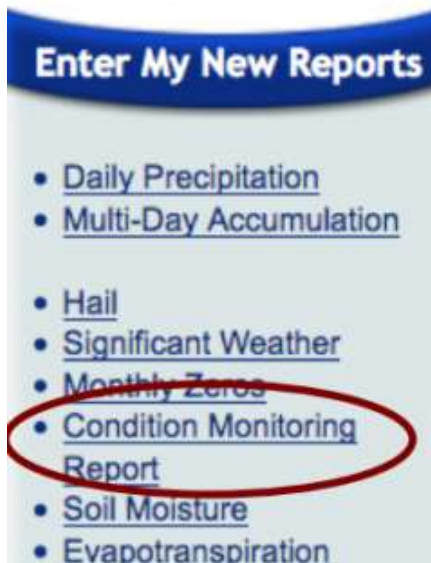 Enter My New Reports
• Daily Precipitation
• Multi-Day Accumulation
• Hail
• Significant Weather
• Monthly Zeros
• Condition Monitoring
Report
• Soil Moisture
• Evapotranspiration